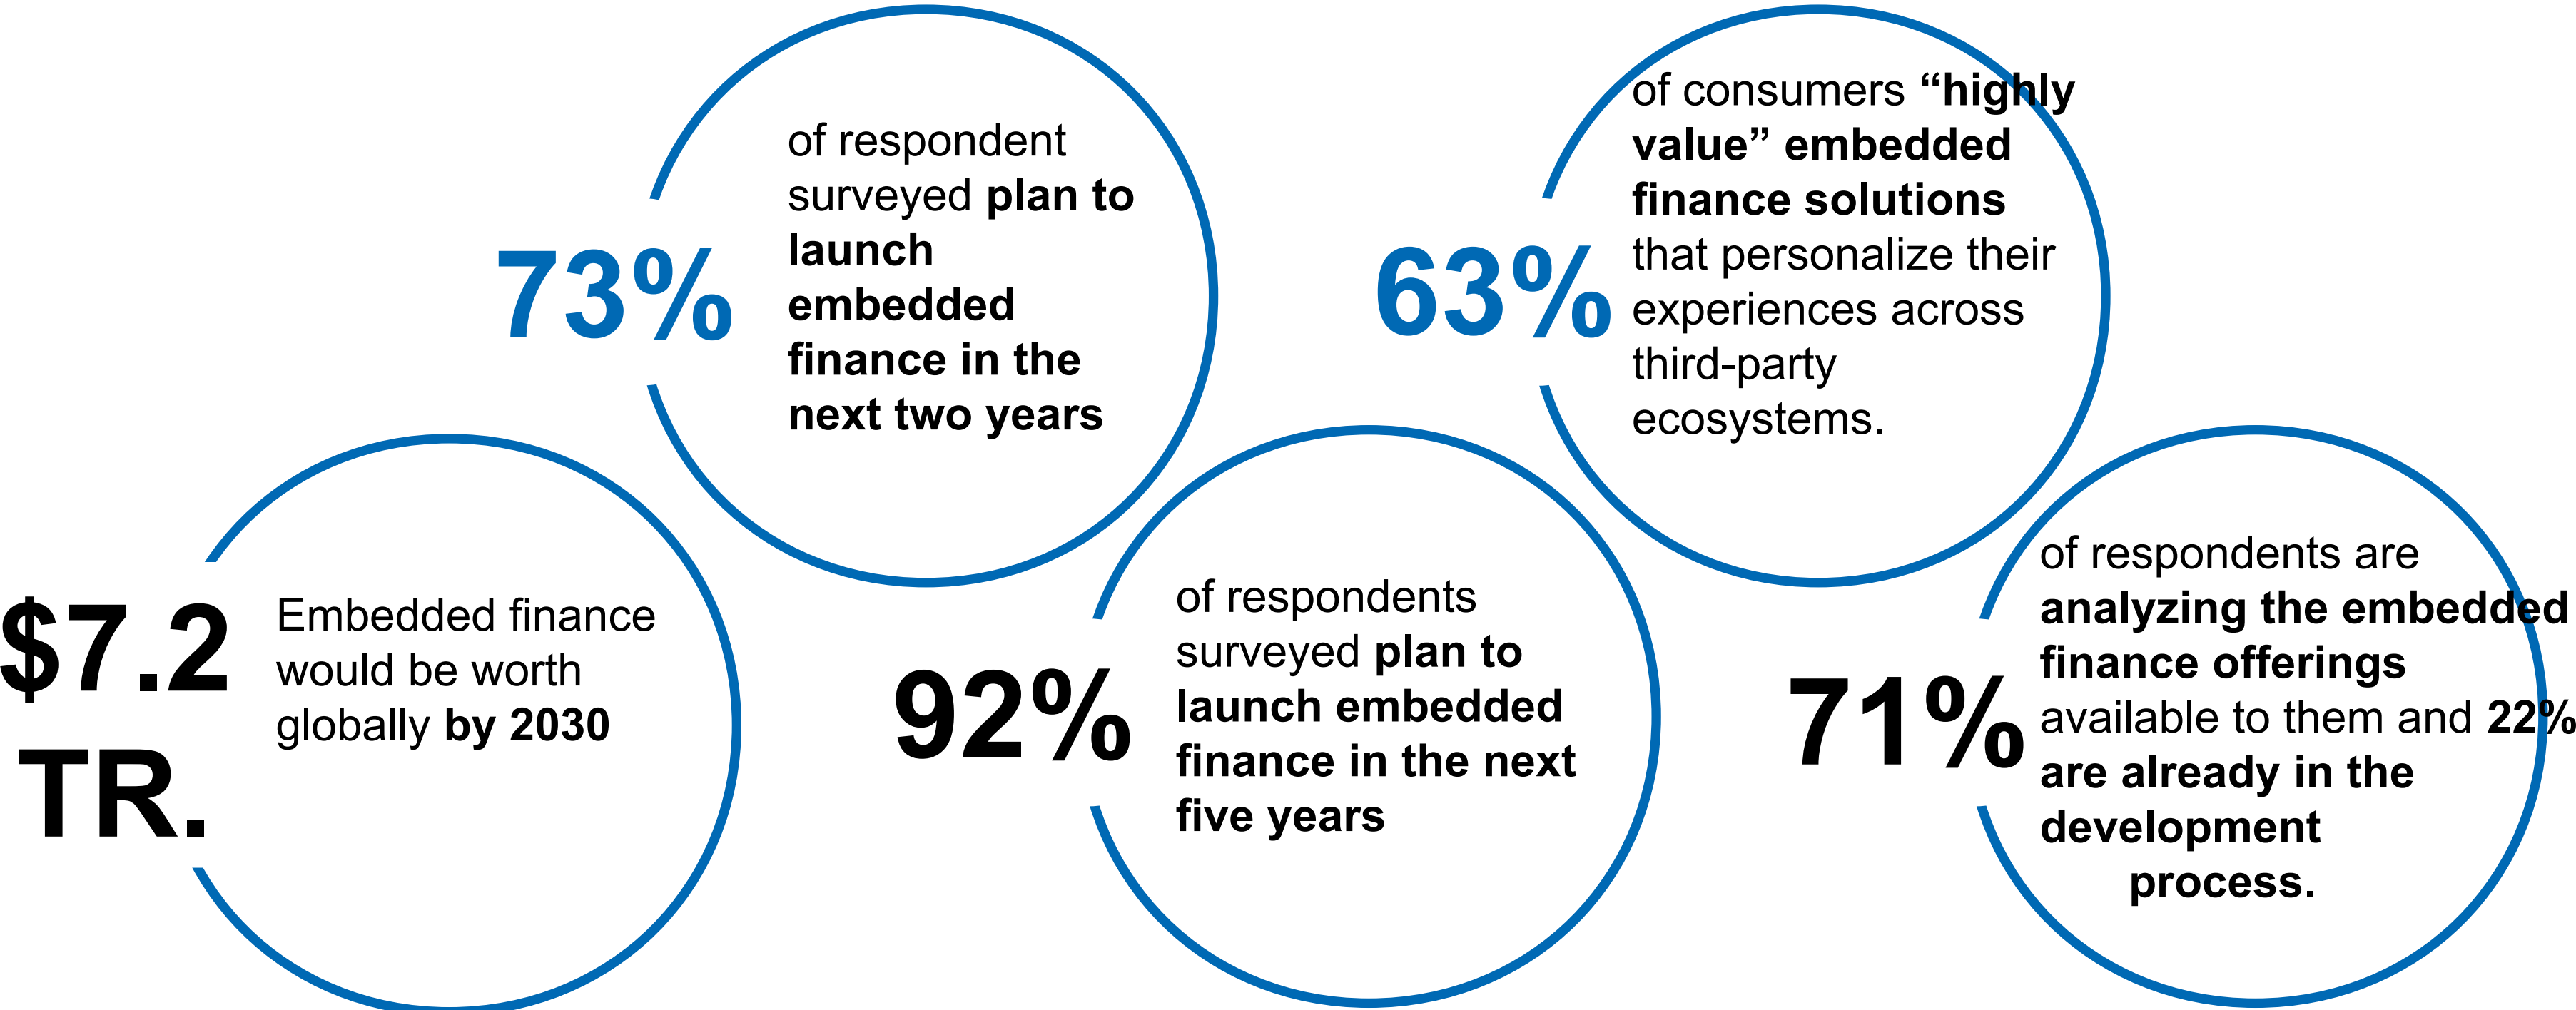 73%
of respondent
surveyed plan to
launch
embedded
finance in the
next two years
63%
of consumers “highly
value” embedded
finance solutions
that personalize their
experiences across
third-party
ecosystems.
$7.2
TR.
Embedded finance
would be worth
globally by 2030
92%
of respondents
surveyed plan to
launch embedded
finance in the next
five years
71%
of respondents are
analyzing the embedded
finance offerings
available to them and 22%
are already in the
development
process.